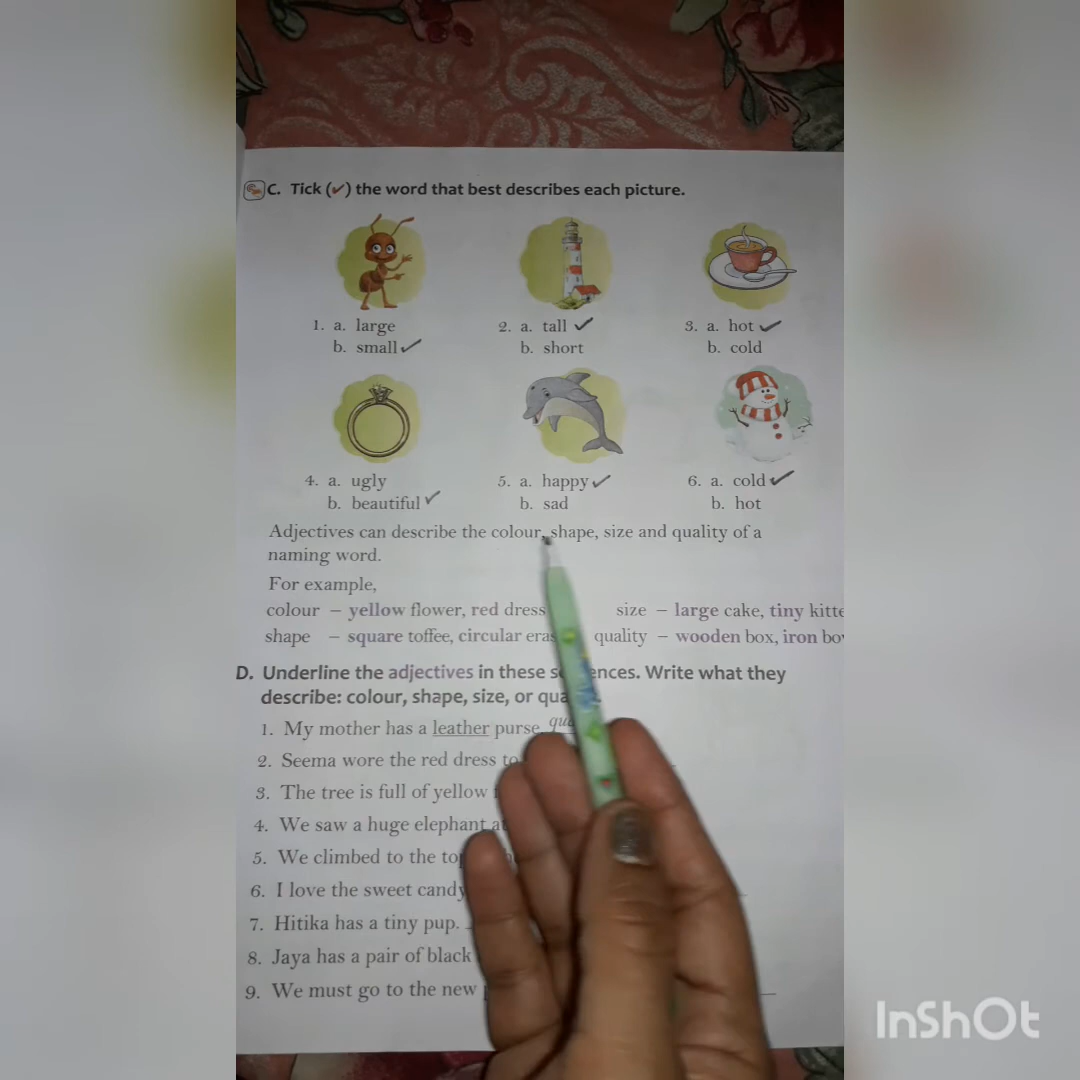 C. Tick (✓) the word that best describes each picture.
1. a. large
b. small ✓
2. a. tall ✓
b. short
3. a. hot ✓
b. cold
4. a. ugly
b. beautiful ✓
5. a. happy ✓
b. sad
6. a. cold ✓
b. hot
Adjectives can describe the colour, shape, size and quality of a
naming word.
For example,
colour – yellow flower, red dress
size – large cake, tiny
shape – square toffee, circular
quality – wooden box, iron
D. Underline the adjectives in these sentences. Write what they
describe: colour, shape, size, or
1. My mother has a leather purse.
2. Seema wore the red dress
3. The tree is full of yellow
4. We saw a huge elephant
5. We climbed to the
6. I love the sweet candy
7. Hitika has a tiny pup.
8. Jaya has a pair of black
9. We must go to the new
InShOt